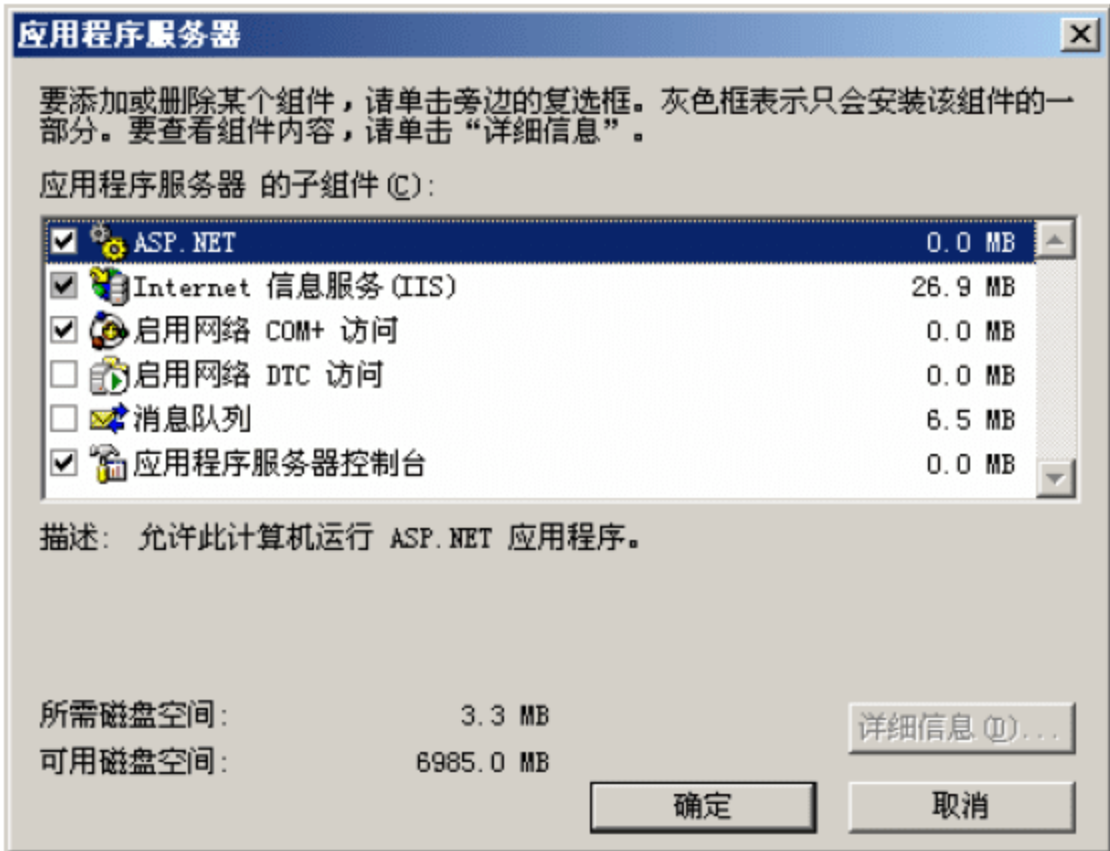 应用程序服务器
要添加或删除某个组件，请单击旁边的复选框。灰色框表示只会安装该组件的一
部分。要查看组件内容，请单击“详细信息”。
应用程序服务器 的子组件(C):
ASP.NET 0.0 MB
Internet 信息服务(IIS) 26.9 MB
启用网络 COM+ 访问 0.0 MB
启用网络 DTC 访问 0.0 MB
消息队列 6.5 MB
应用程序服务器控制台 0.0 MB
描述: 允许此计算机运行 ASP.NET 应用程序。
所需磁盘空间: 3.3 MB
详细信息(D)...
可用磁盘空间: 6985.0 MB
确定 取消